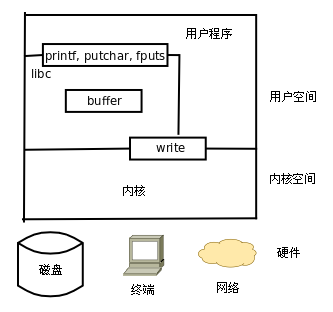 用户程序
printf, putchar, fputs
libc
buffer
用户空间
write
内核空间
内核
硬件
磁盘
终端
网络